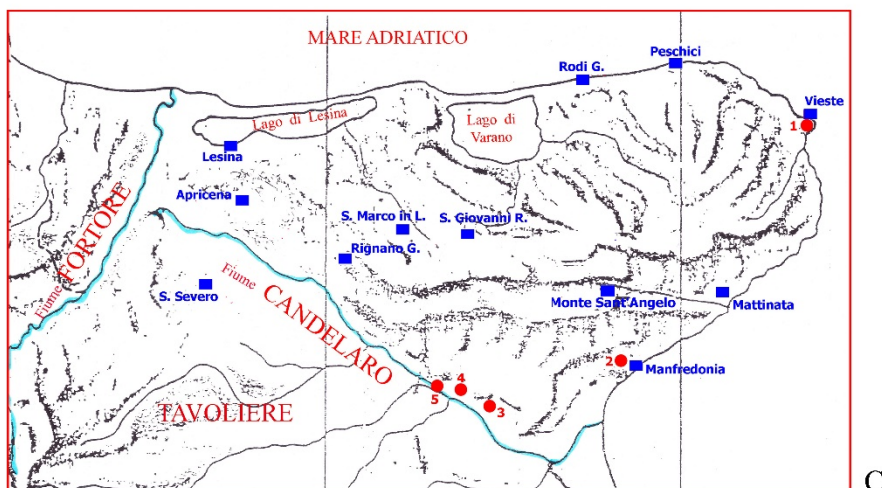 MARE ADRIATICO
Peschici
Rodi G.
Vieste
1
Lago di Lesina
Lago di
Varano
Lesina
Apricena
S. Marco in L.
S. Giovanni R.
Rignano G.
Fiume FORTORE
Fiume CANDELARO
S. Severo
Monte Sant'Angelo
Mattinata
2
Manfredonia
4
5
3
TAVOLIERE
C